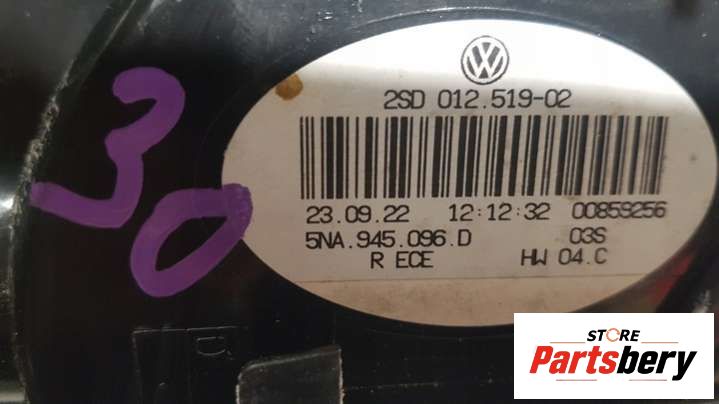 30
VW
2SD 012.519-02
23.09.22 12:12:32 00859256
5NA.945.096.D 03S
R ECE HW 04.C
STORE
Partsbery